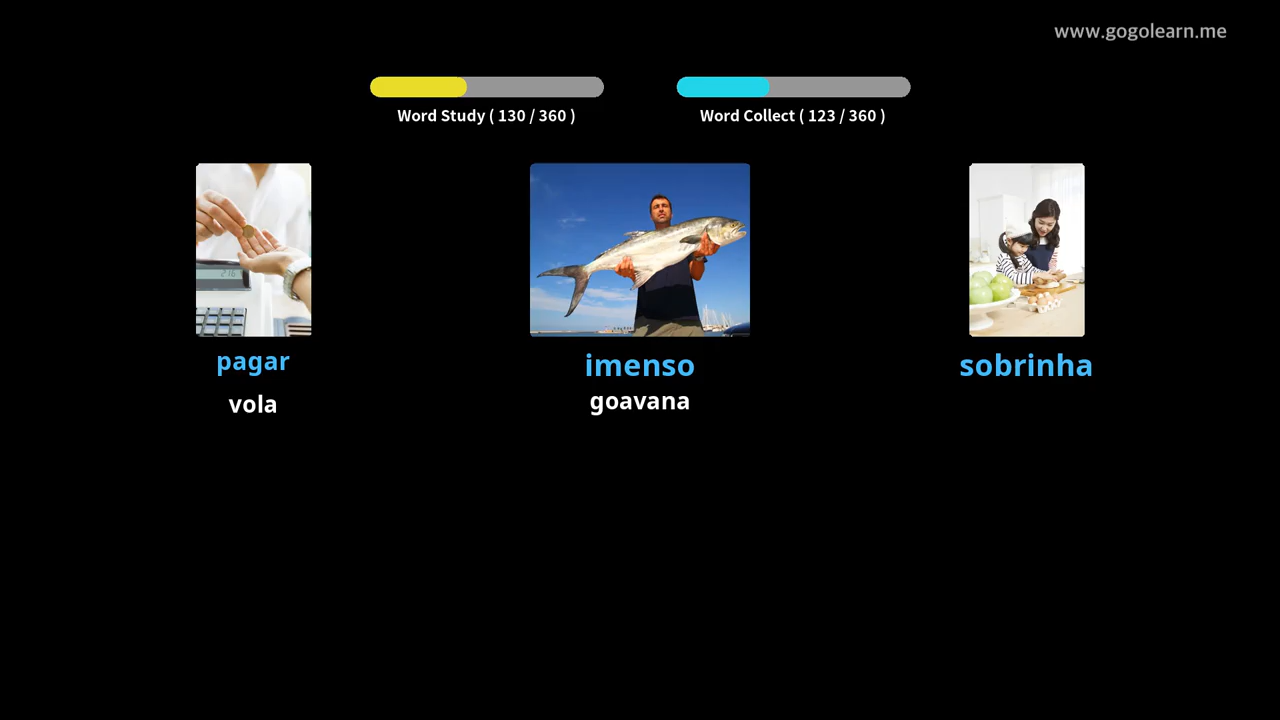 www.gogolearn.me
Word Study ( 130 / 360 )
Word Collect ( 123 / 360 )
pagar
vola
imenso
goavana
sobrinha